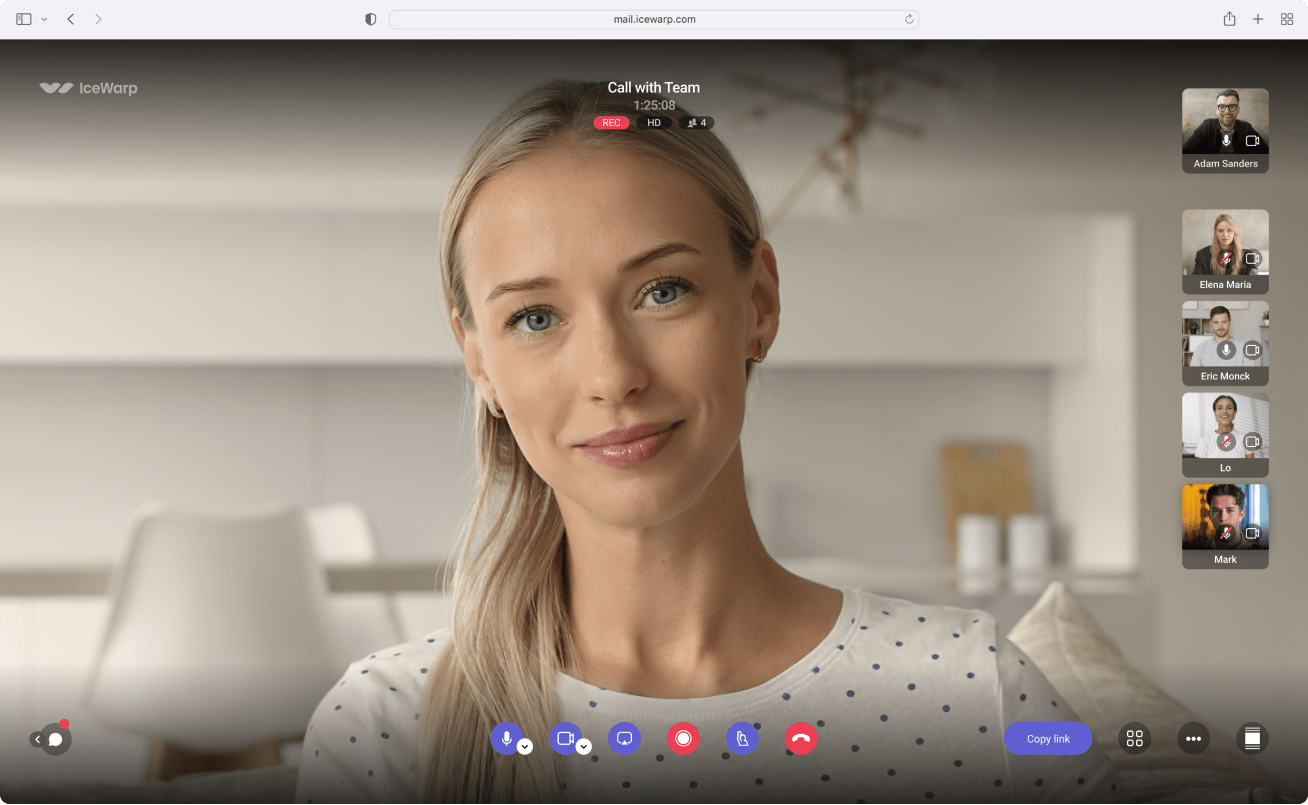 mail.icewarp.com
IceWarp
Call with Team
1:25:08
REC
HD
4
Adam Sanders
Elena Maria
Eric Monck
Lo
Mark
Copy link